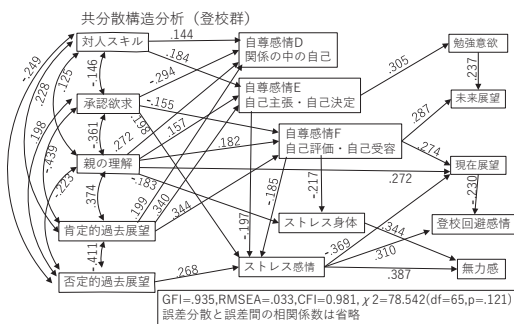 共分散構造分析（登校群）
対人スキル
承認欲求
親の理解
肯定的過去展望
否定的過去展望
自尊感情D
関係の中の自己
自尊感情E
自己主張・自己決定
自尊感情F
自己評価・自己受容
ストレス身体
ストレス感情
勉強意欲
未来展望
現在展望
登校回避感情
無力感
-.249
.228
.125
.198
-.439
-.146
-.361
-.223
.374
-.411
.144
.184
-.294
-.155
.198
.272
.157
.182
-.183
.199
.340
.344
.268
-.197
-.185
-.217
.305
.237
.287
.274
.272
-.230
-.369
.344
.310
.387
GFI=.935,RMSEA=.033,CFI=0.981,χ2=78.542(df=65,p=.121)
誤差分散と誤差間の相関係数は省略